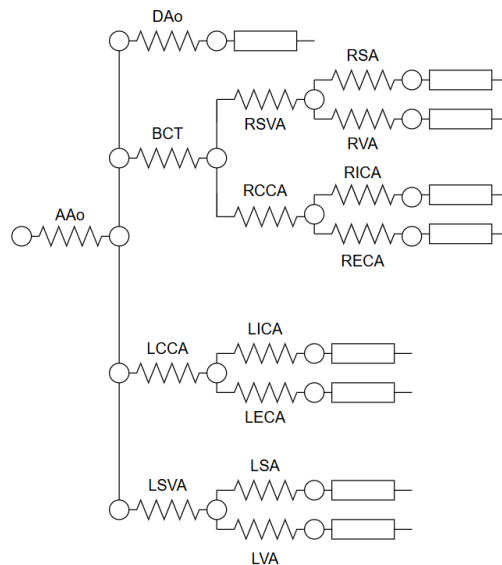 DAo
RSA
BCT
RSVA
RVA
RCCA
RICA
AAo
RECA
LCCA
LICA
LECA
LSVA
LSA
LVA